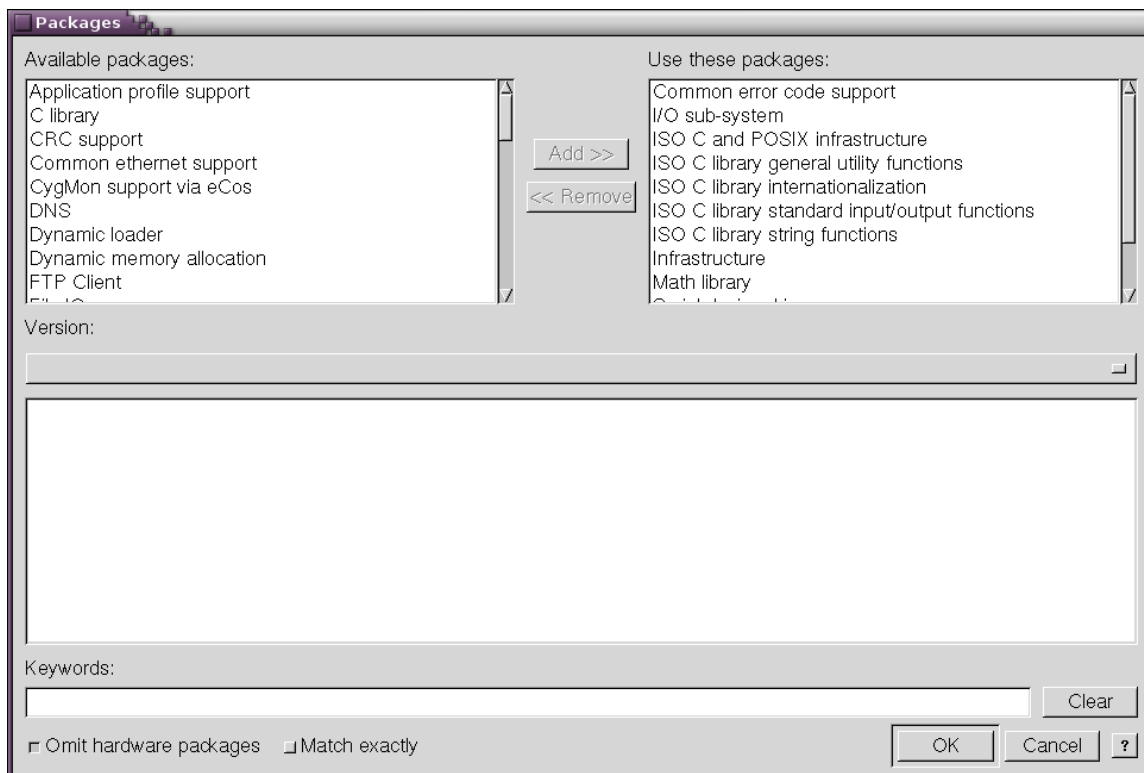 Packages
Available packages:
Application profile support
C library
CRC support
Common ethernet support
CygMon support via eCos
DNS
Dynamic loader
Dynamic memory allocation
FTP Client
Add >>
<< Remove
Use these packages:
Common error code support
I/O sub-system
ISO C and POSIX infrastructure
ISO C library general utility functions
ISO C library internationalization
ISO C library standard input/output functions
ISO C library string functions
Infrastructure
Math library
Version:
Keywords:
Clear
Omit hardware packages
Match exactly
OK
Cancel
?